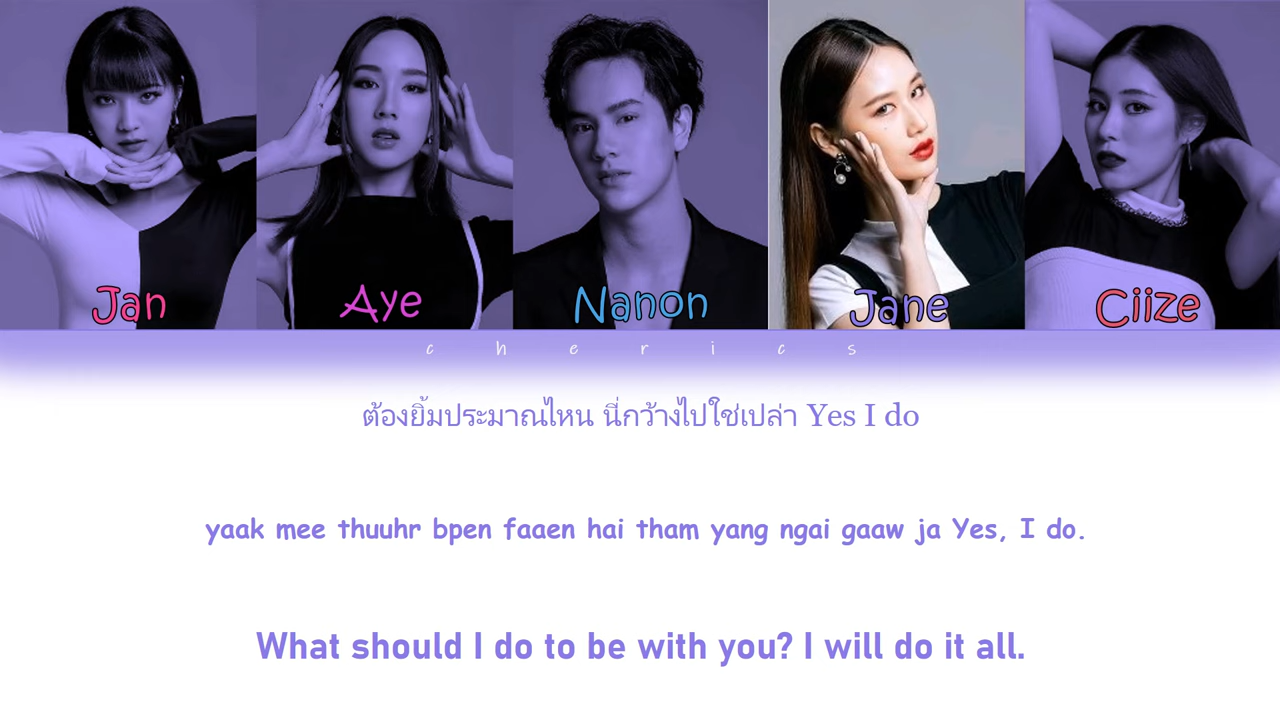 Jan
Aye
Nanon
Jane
Ciize
c h e r i c s
ต้องยิ้มประมาณไหน นี่กว้างไปใช่เปล่า Yes I do
yaak mee thuuhr bpen faaen hai tham yang ngai gaaw ja Yes, I do.
What should I do to be with you? I will do it all.